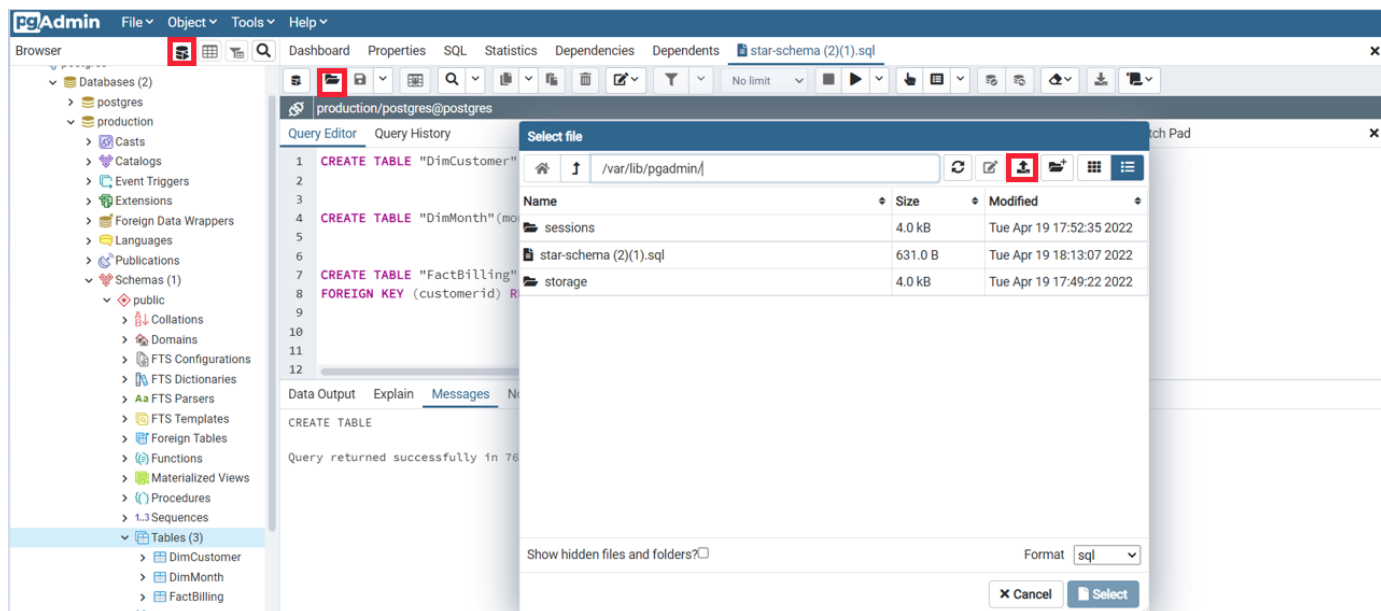 pgAdmin File Object Tools Help
Browser
Dashboard Properties SQL Statistics Dependencies Dependents star-schema (2)(1).sql
Databases (2)
postgres
production
Casts
Catalogs
Event Triggers
Extensions
Foreign Data Wrappers
Languages
Publications
Schemas (1)
public
Collations
Domains
FTS Configurations
FTS Dictionaries
Aa FTS Parsers
FTS Templates
Foreign Tables
Functions
Materialized Views
Procedures
1..3 Sequences
Tables (3)
DimCustomer
DimMonth
FactBilling
No limit
production/postgres@postgres
Query Editor Query History
1 CREATE TABLE "DimCustomer"
2
3
4 CREATE TABLE "DimMonth"(mo
5
6
7 CREATE TABLE "FactBilling"
8 FOREIGN KEY (customerid) R
9
10
11
12
Data Output Explain Messages
CREATE TABLE
Query returned successfully in 76
Select file
/var/lib/pgadmin/
Name Size Modified
sessions 4.0 kB Tue Apr 19 17:52:35 2022
star-schema (2)(1).sql 631.0 B Tue Apr 19 18:13:07 2022
storage 4.0 kB Tue Apr 19 17:49:22 2022
Show hidden files and folders? Format sql
Cancel Select
tch Pad